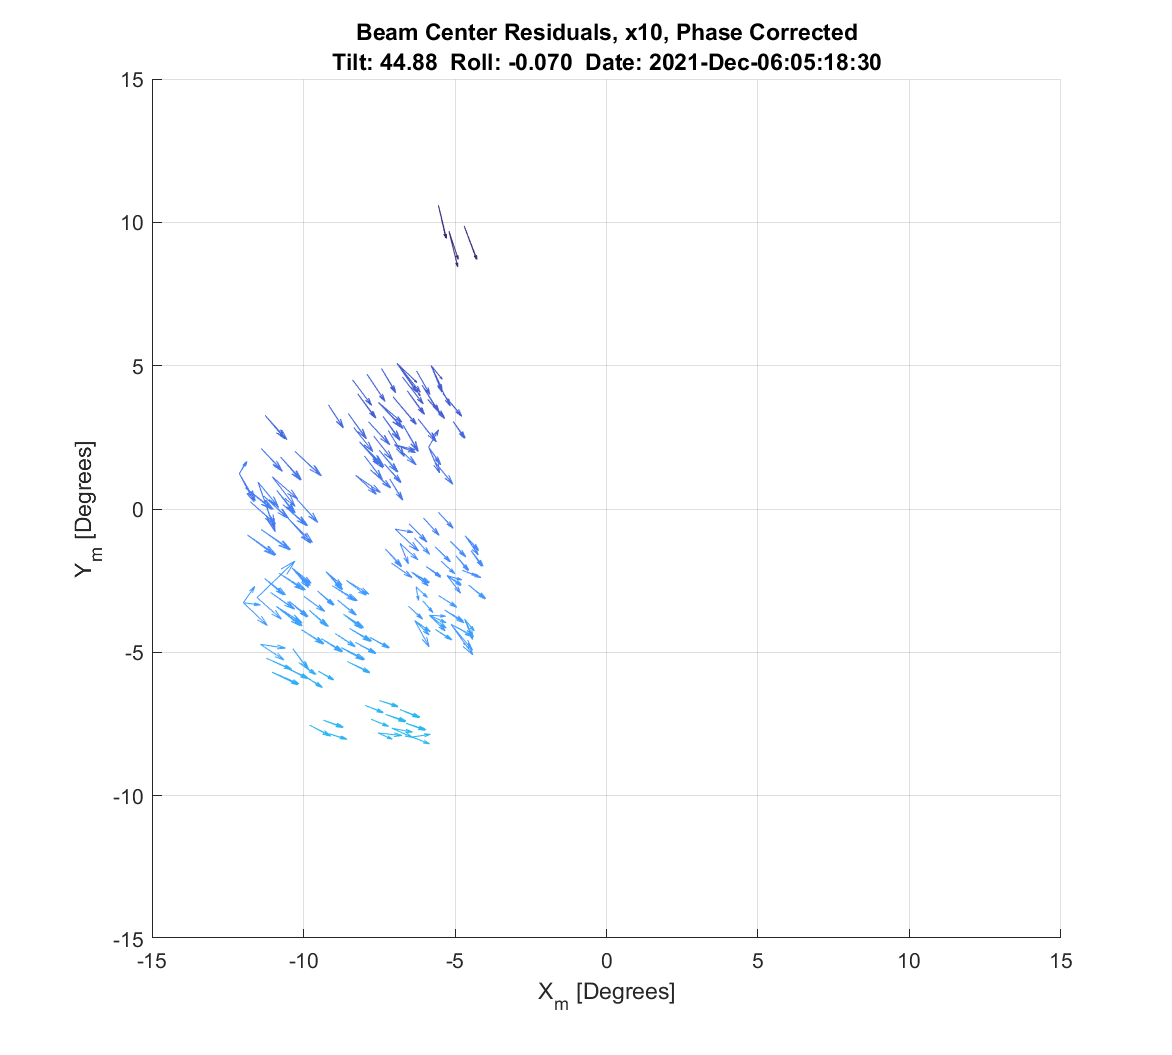 Beam Center Residuals, x10, Phase Corrected
Tilt: 44.88  Roll: -0.070  Date: 2021-Dec-06:05:18:30
15
10
5
0
-5
-10
-15
Y_m [Degrees]
-15 -10 -5 0 5 10 15
X_m [Degrees]